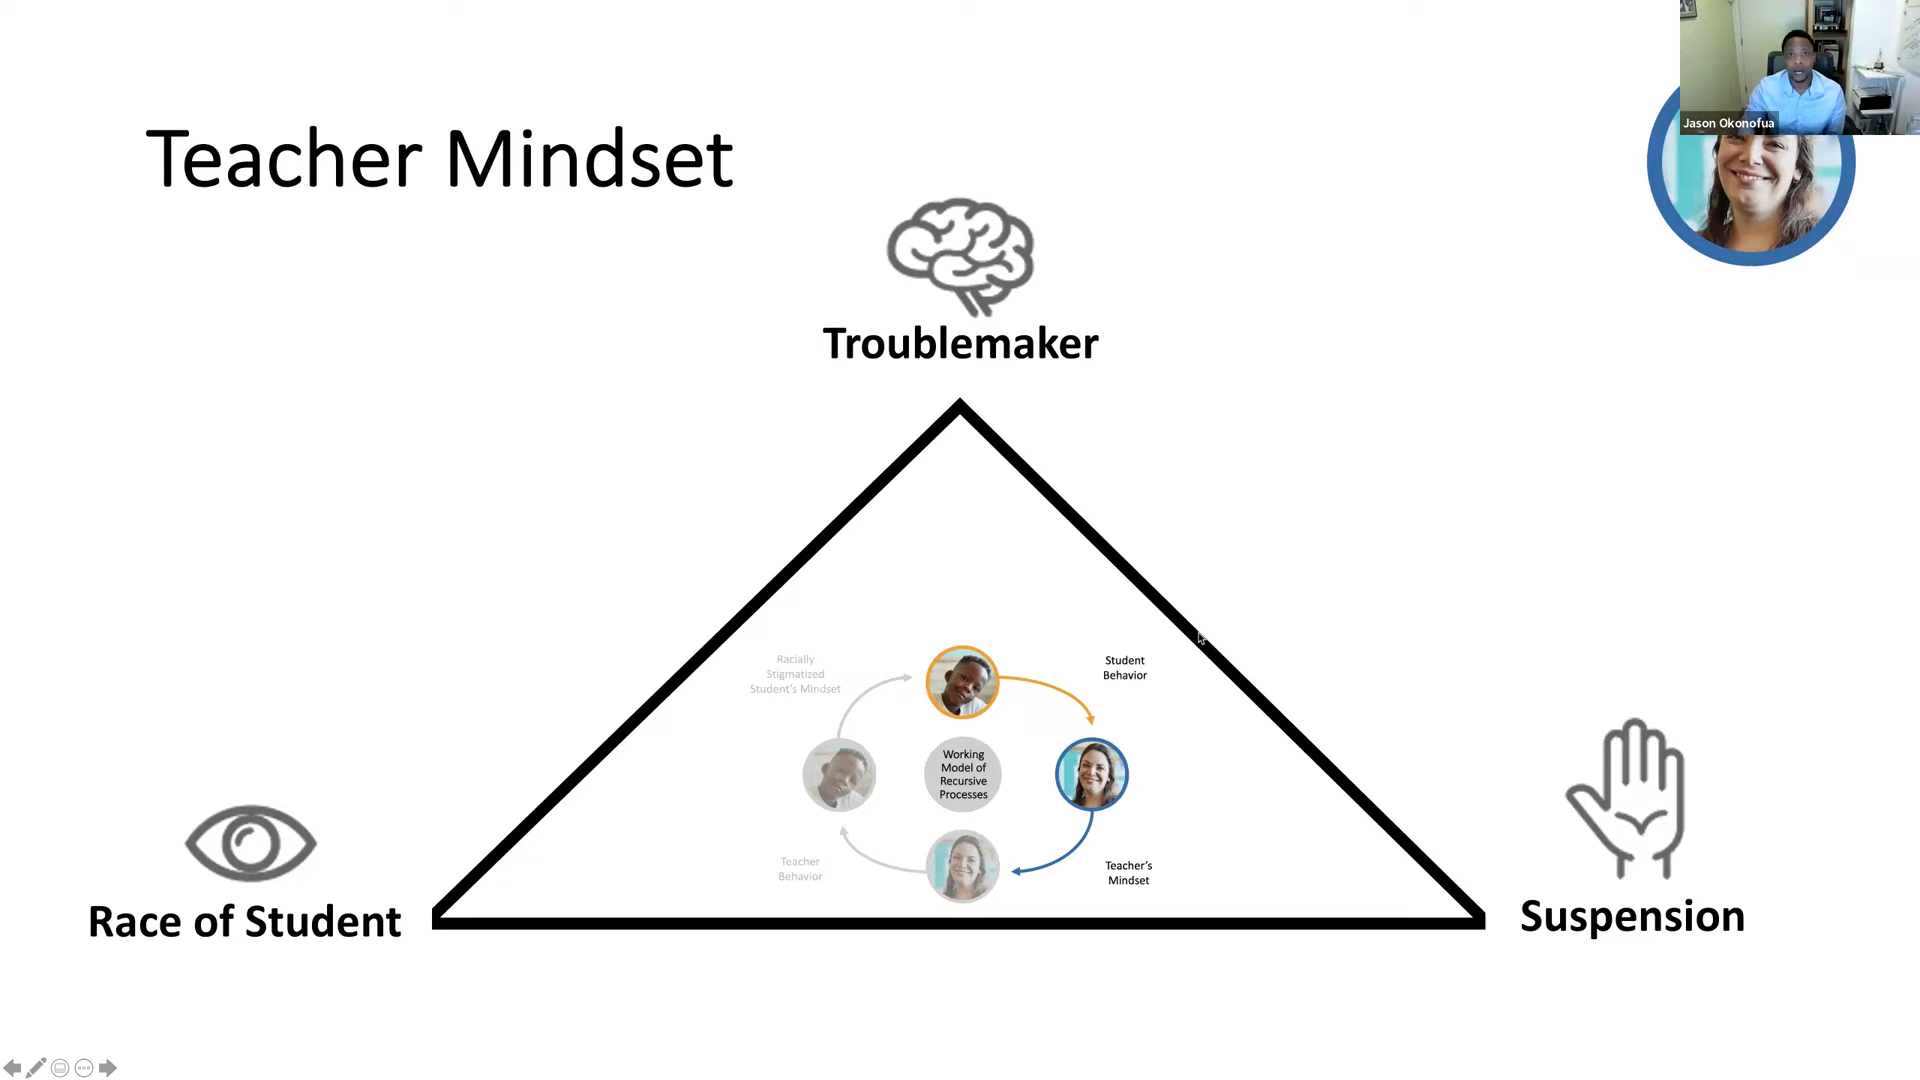 Jason Okonofua
Teacher Mindset
Troublemaker
Racially
Stigmatized
Student's Mindset
Student
Behavior
Working
Model of
Recursive
Processes
Teacher
Behavior
Teacher's
Mindset
Race of Student
Suspension